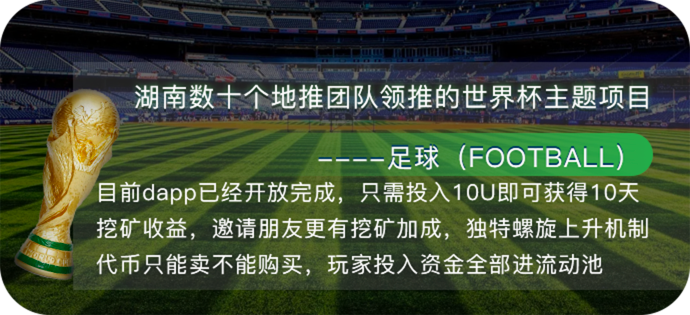 湖南数十个地推团队领推的世界杯主题项目
----足球（FOOTBALL）
目前dapp已经开放完成，只需投入10U即可获得10天
挖矿收益，邀请朋友更有挖矿加成，独特螺旋上升机制
代币只能卖不能购买，玩家投入资金全部进流动池